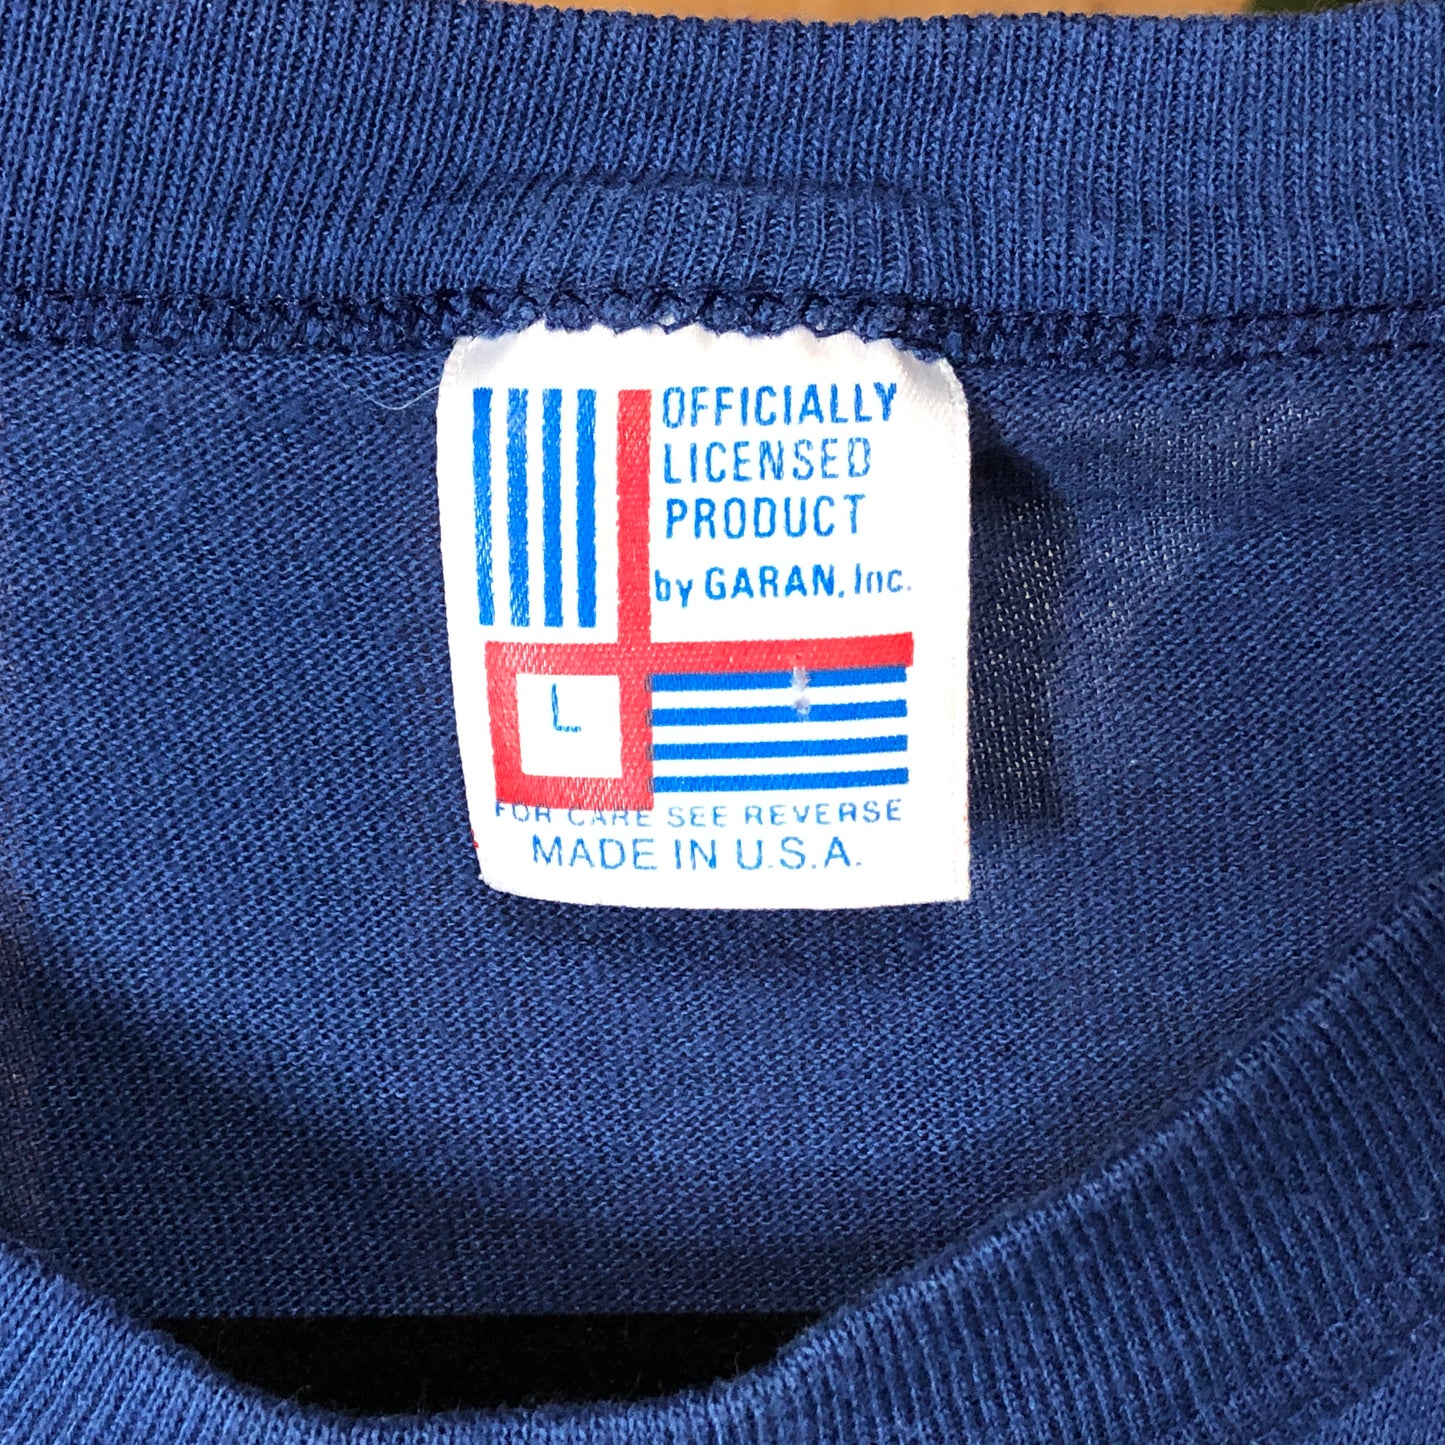 OFFICIALLY
LICENSED
PRODUCT
by GARAN, Inc.
L
FOR CARE SEE REVERSE
MADE IN U.S.A.